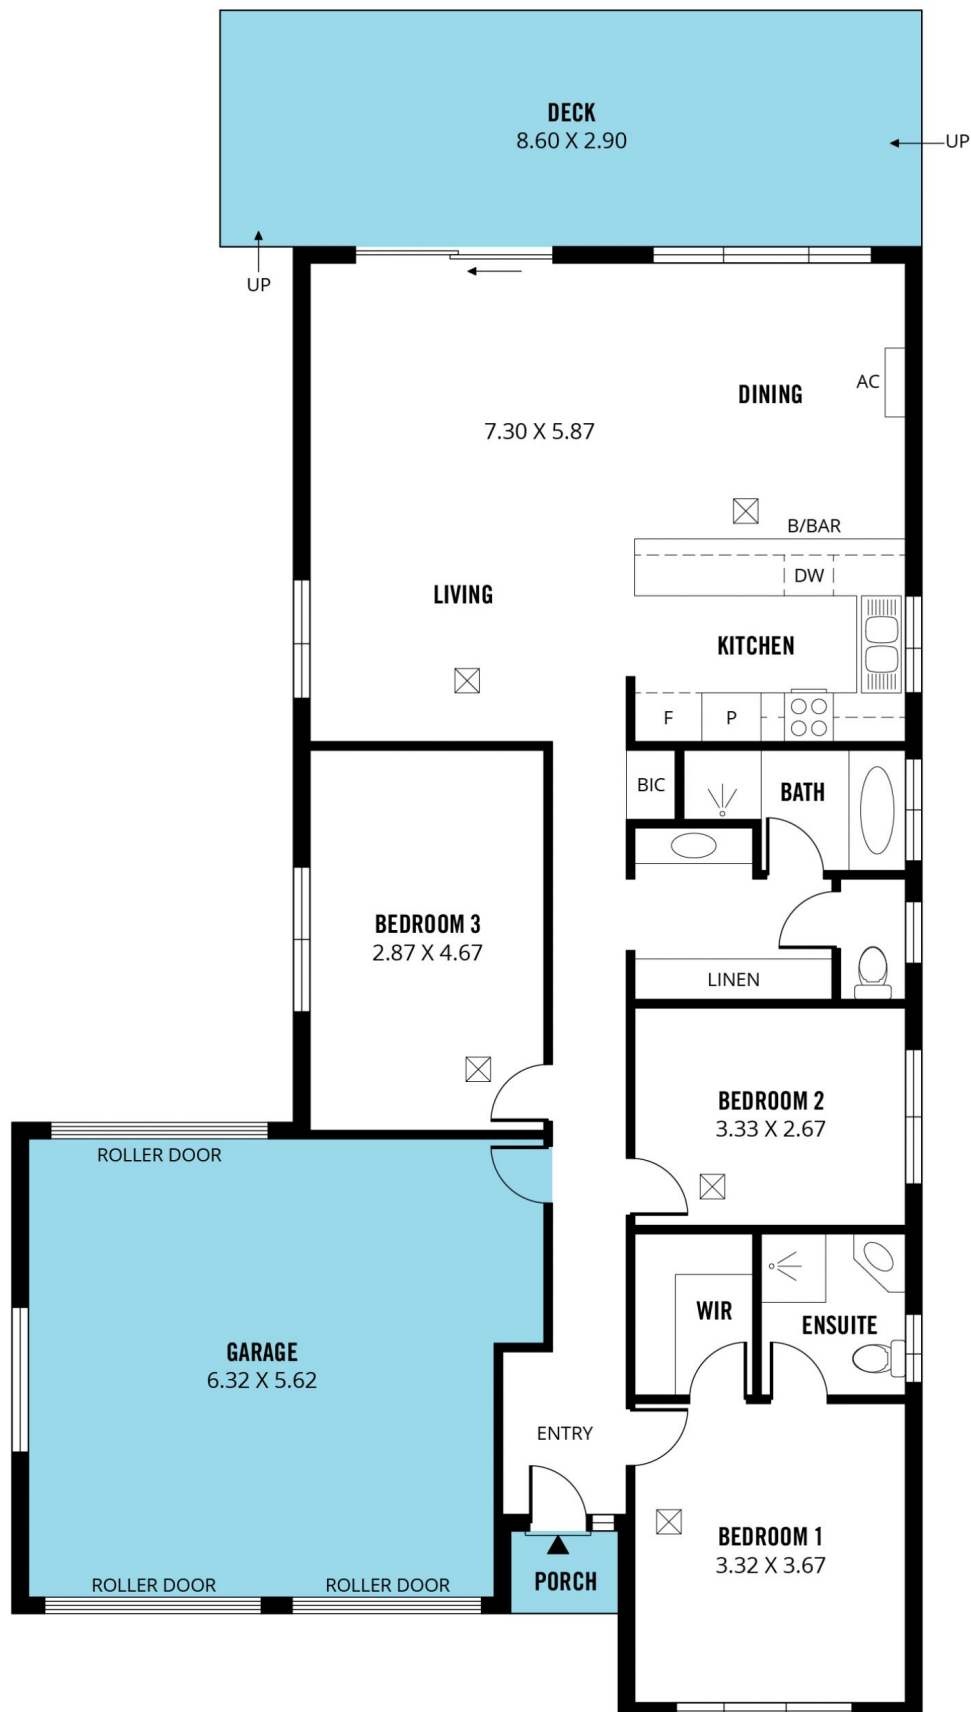 DECK
8.60 X 2.90
UP
UP
AC
DINING
7.30 X 5.87
B/BAR
DW
LIVING
KITCHEN
F
P
BIC
BATH
BEDROOM 3
2.87 X 4.67
LINEN
BEDROOM 2
3.33 X 2.67
ROLLER DOOR
WIR
ENSUITE
GARAGE
6.32 X 5.62
ENTRY
BEDROOM 1
3.32 X 3.67
PORCH
ROLLER DOOR
ROLLER DOOR